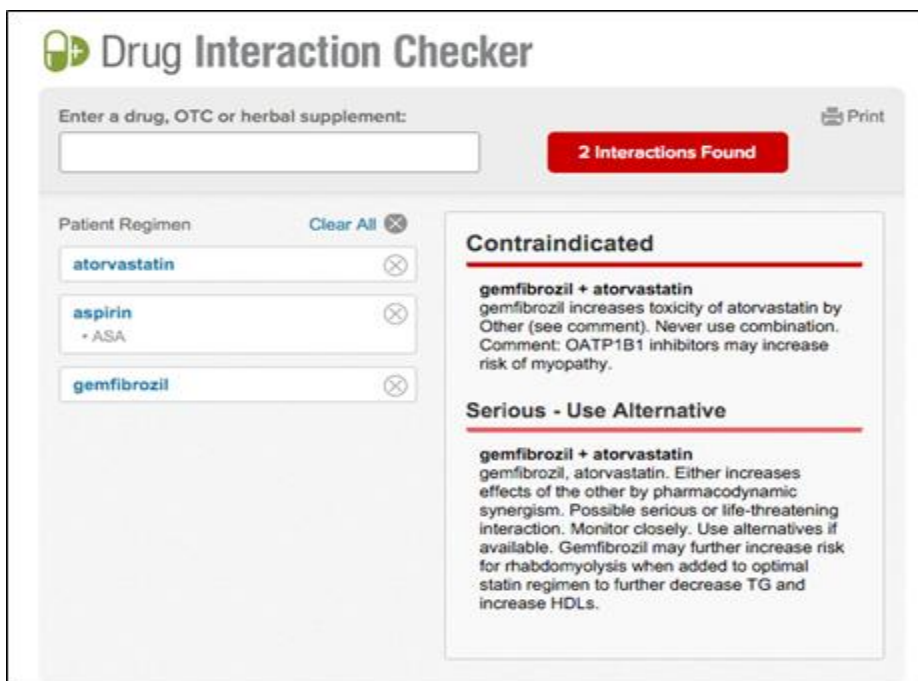 Drug Interaction Checker
Enter a drug, OTC or herbal supplement:
Print
2 Interactions Found
Patient Regimen
Clear All
atorvastatin
aspirin
• ASA
gemfibrozil
Contraindicated
gemfibrozil + atorvastatin
gemfibrozil increases toxicity of atorvastatin by
Other (see comment). Never use combination.
Comment: OATP1B1 inhibitors may increase
risk of myopathy.
Serious - Use Alternative
gemfibrozil + atorvastatin
gemfibrozil, atorvastatin. Either increases
effects of the other by pharmacodynamic
synergism. Possible serious or life-threatening
interaction. Monitor closely. Use alternatives if
available. Gemfibrozil may further increase risk
for rhabdomyolysis when added to optimal
statin regimen to further decrease TG and
increase HDLs.